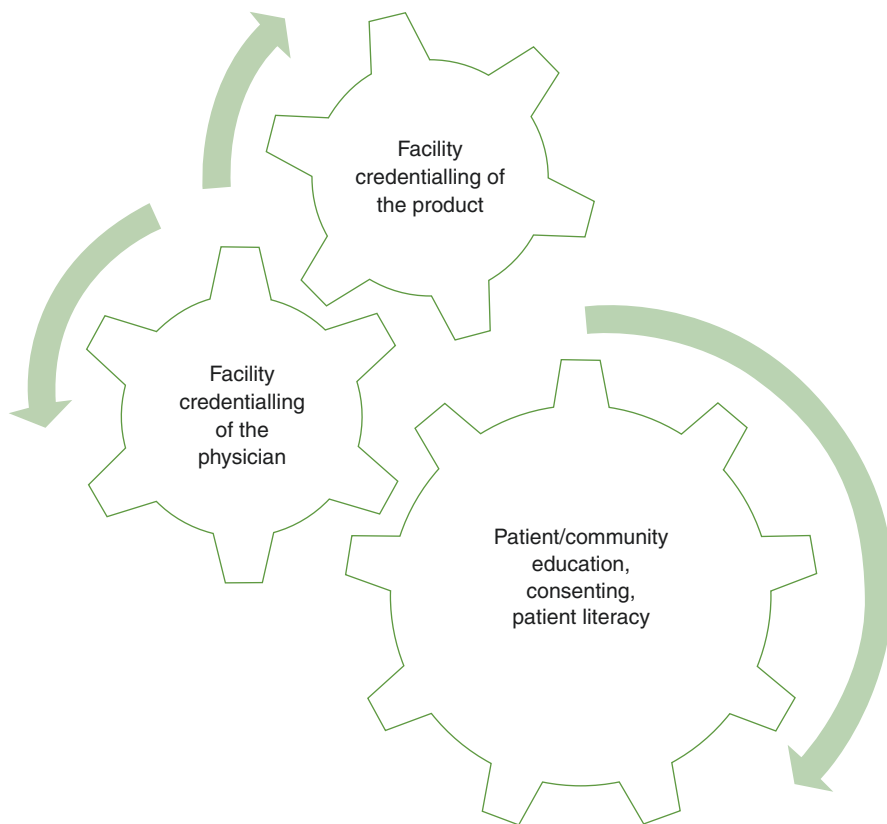 Facility
credentialling of
the product
Facility
credentialling
of the
physician
Patient/community
education,
consenting,
patient literacy